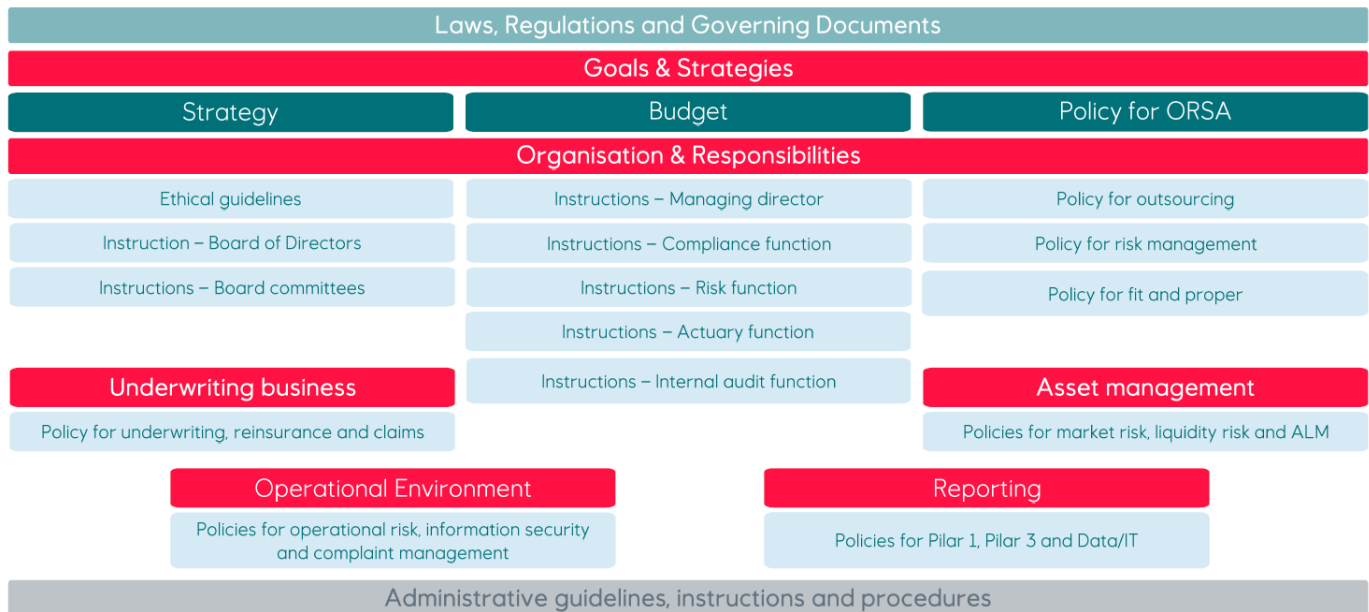 Laws, Regulations and Governing Documents
Goals & Strategies
Strategy
Budget
Policy for ORSA
Organisation & Responsibilities
Ethical guidelines
Instructions – Managing director
Policy for outsourcing
Instruction – Board of Directors
Instructions – Compliance function
Policy for risk management
Instructions – Board committees
Instructions – Risk function
Policy for fit and proper
Instructions – Actuary function
Instructions – Internal audit function
Underwriting business
Asset management
Policy for underwriting, reinsurance and claims
Policies for market risk, liquidity risk and ALM
Operational Environment
Reporting
Policies for operational risk, information security
and complaint management
Policies for Pilar 1, Pilar 3 and Data/IT
Administrative guidelines, instructions and procedures